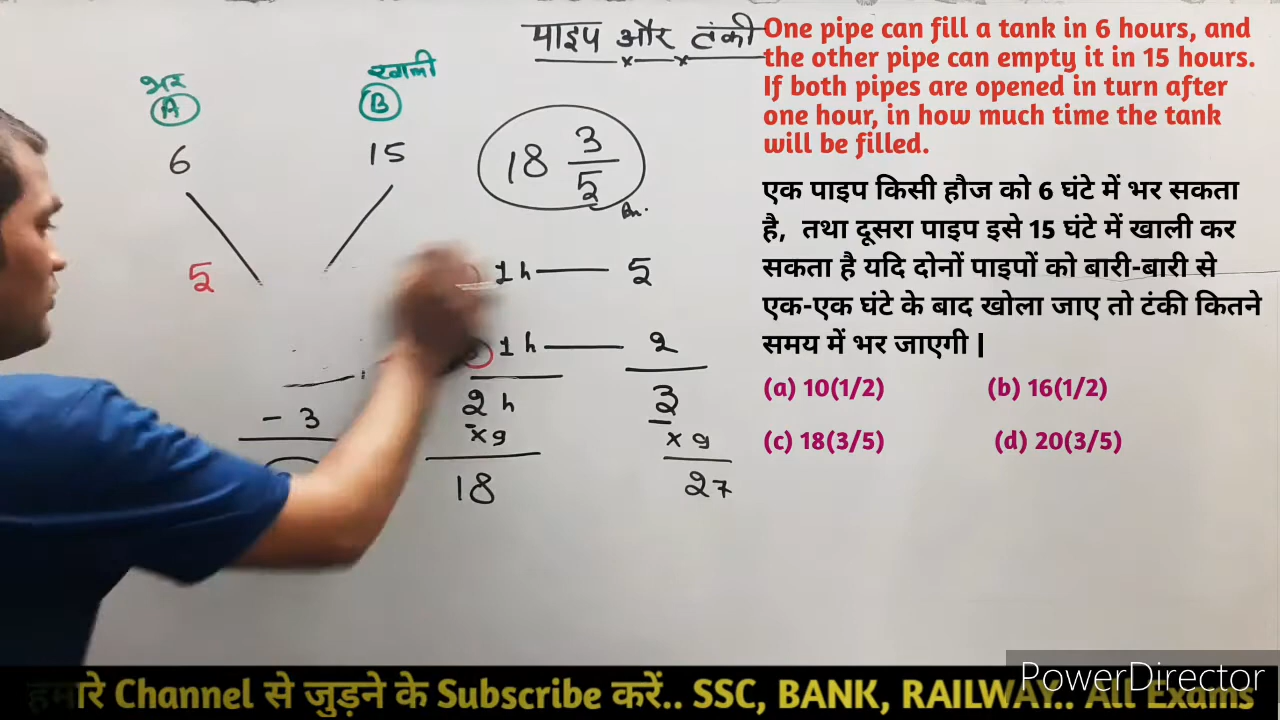 पाइप और टंकी
भर
खाली
A
B
6
15
18 3/5
An.
5
1h — 5
1h — 2
2h
3
- 3
x9
x9
18
27
One pipe can fill a tank in 6 hours, and
the other pipe can empty it in 15 hours.
If both pipes are opened in turn after
one hour, in how much time the tank
will be filled.
एक पाइप किसी हौज को 6 घंटे में भर सकता
है, तथा दूसरा पाइप इसे 15 घंटे में खाली कर
सकता है यदि दोनों पाइपों को बारी-बारी से
एक-एक घंटे के बाद खोला जाए तो टंकी कितने
समय में भर जाएगी |
(a) 10(1/2) (b) 16(1/2)
(c) 18(3/5) (d) 20(3/5)
PowerDirector
हमारे Channel से जुड़ने के Subscribe करें.. SSC, BANK, RAILWAY.. All Exams